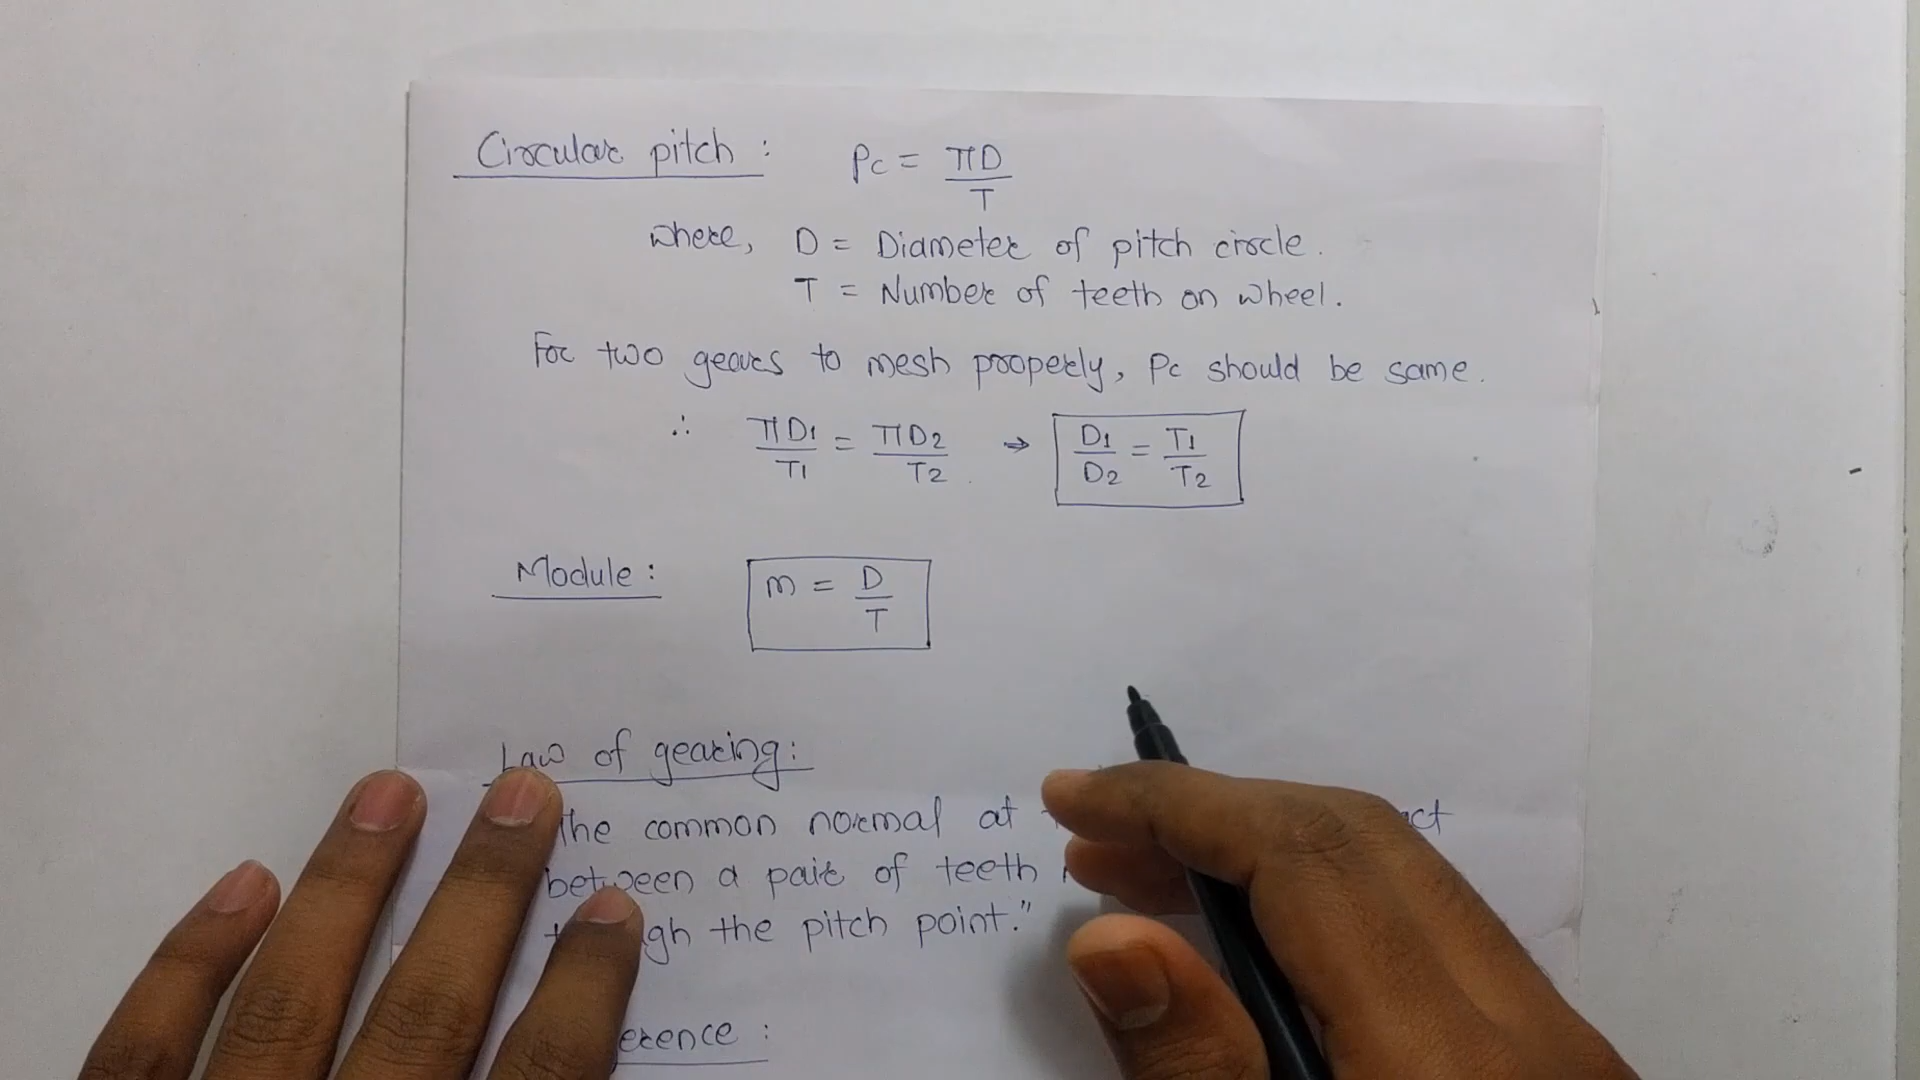 Circular pitch : Pc = πD/T
where, D = Diameter of pitch circle.
T = Number of teeth on wheel.
For two gears to mesh properly, Pc should be same.
∴ πD1/T1 = πD2/T2 → D1/D2 = T1/T2
Module : m = D/T
Law of gearing :
The common normal at
between a pair of teeth
the pitch point."